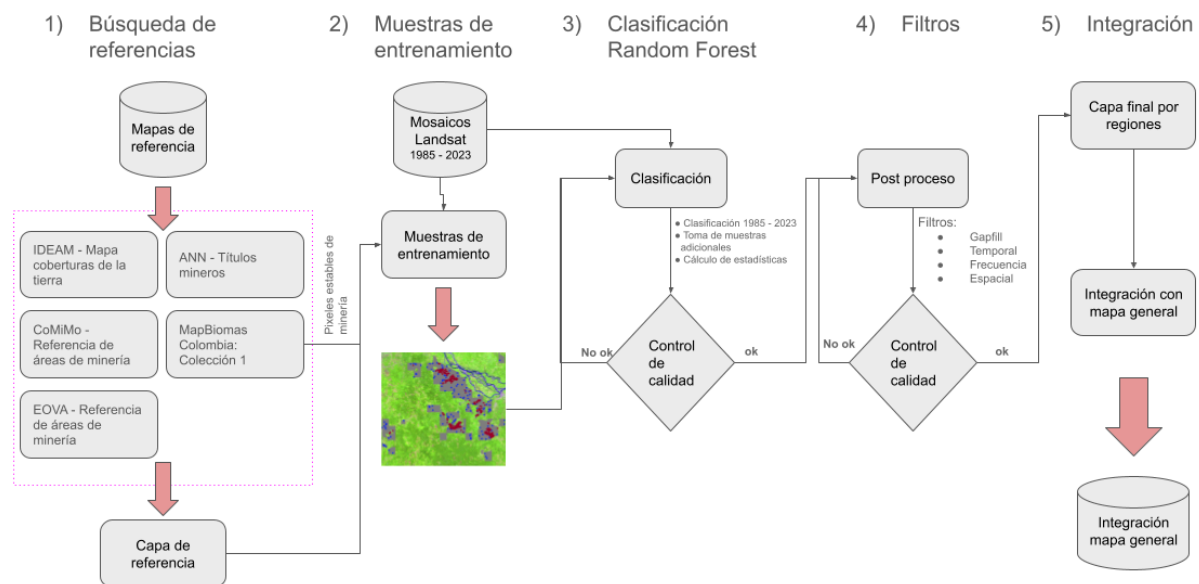 1) Búsqueda de
referencias
2) Muestras de
entrenamiento
3) Clasificación
Random Forest
4) Filtros
5) Integración
Mapas de
referencia
IDEAM - Mapa
coberturas de la
tierra
ANN - Títulos
mineros
CoMiMo -
Referencia de
áreas de minería
MapBiomas
Colombia:
Colección 1
EOVA - Referencia
de áreas de
minería
Capa de
referencia
Pixeles estables de
minería
Mosaicos
Landsat
1985 - 2023
Muestras de
entrenamiento
Clasificación
● Clasificación 1985 - 2023
● Toma de muestras
adicionales
● Cálculo de estadísticas
No ok
Control
de
calidad
ok
Post proceso
Filtros:
● Gapfill
● Temporal
● Frecuencia
● Espacial
No ok
Control
de
calidad
ok
Capa final por
regiones
Integración con
mapa general
Integración
mapa general